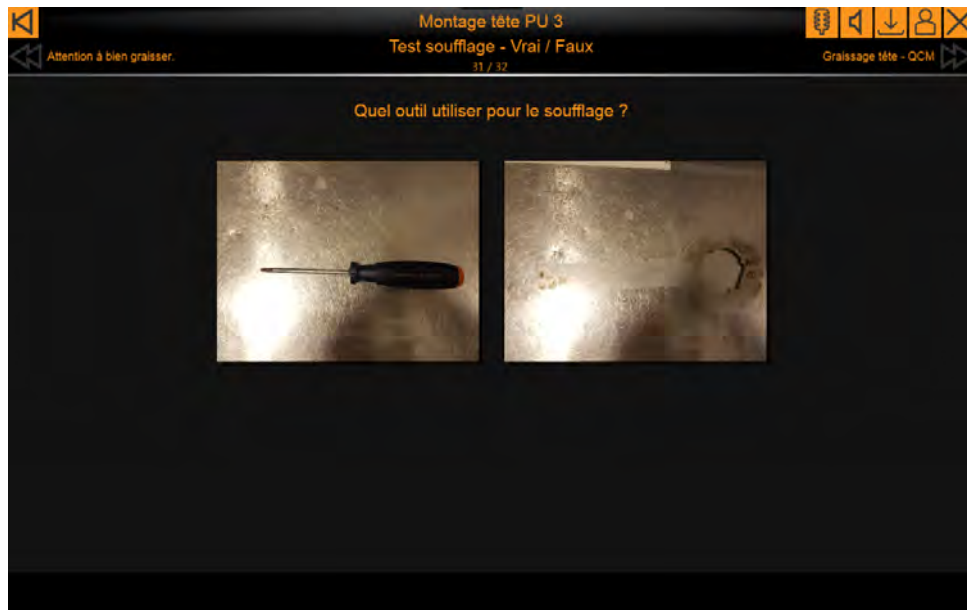 Montage tête PU 3
Test soufflage - Vrai / Faux
31 / 32
Attention à bien graisser.
Graissage tête - QCM
Quel outil utiliser pour le soufflage ?